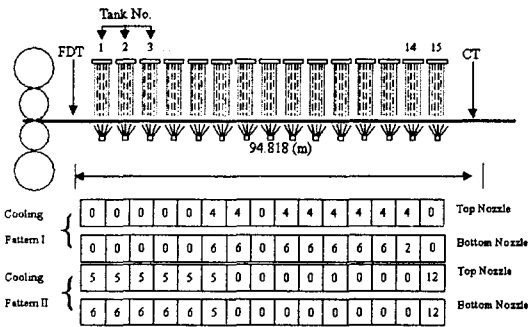 Tank No.
FDT 1 2 3 .. 14 15 CT
94.818 (m)
Cooling 0 0 0 0 0 4 4 0 4 4 4 4 4 4 0 Top Nozzle
Pattern I 0 0 0 0 0 6 6 0 6 6 6 6 6 2 0 Bottom Nozzle
Cooling 5 5 5 5 5 5 0 0 0 0 0 0 0 0 12 Top Nozzle
Pattern II 6 6 6 6 6 5 0 0 0 0 0 0 0 0 12 Bottom Nozzle